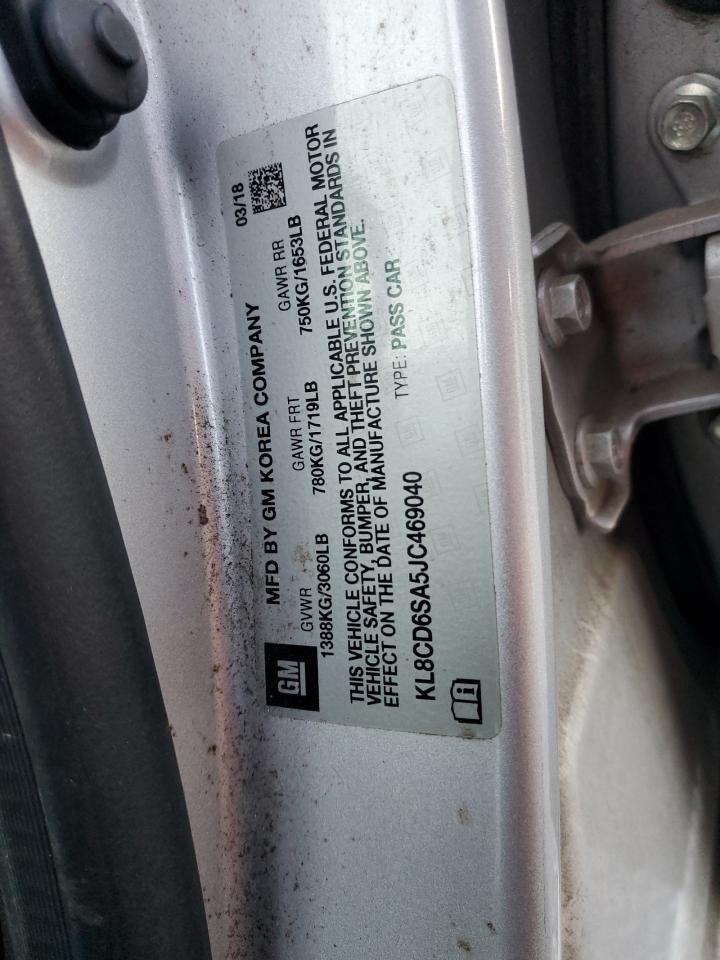 MFD BY GM KOREA COMPANY 03/18
GVWR GAWR FRT GAWR RR
1388KG/3060LB 780KG/1719LB 750KG/1653LB
THIS VEHICLE CONFORMS TO ALL APPLICABLE U.S. FEDERAL MOTOR
VEHICLE SAFETY, BUMPER, AND THEFT PREVENTION STANDARDS IN
EFFECT ON THE DATE OF MANUFACTURE SHOWN ABOVE.
KL8CD6SA5JC469040 TYPE: PASS CAR
GM